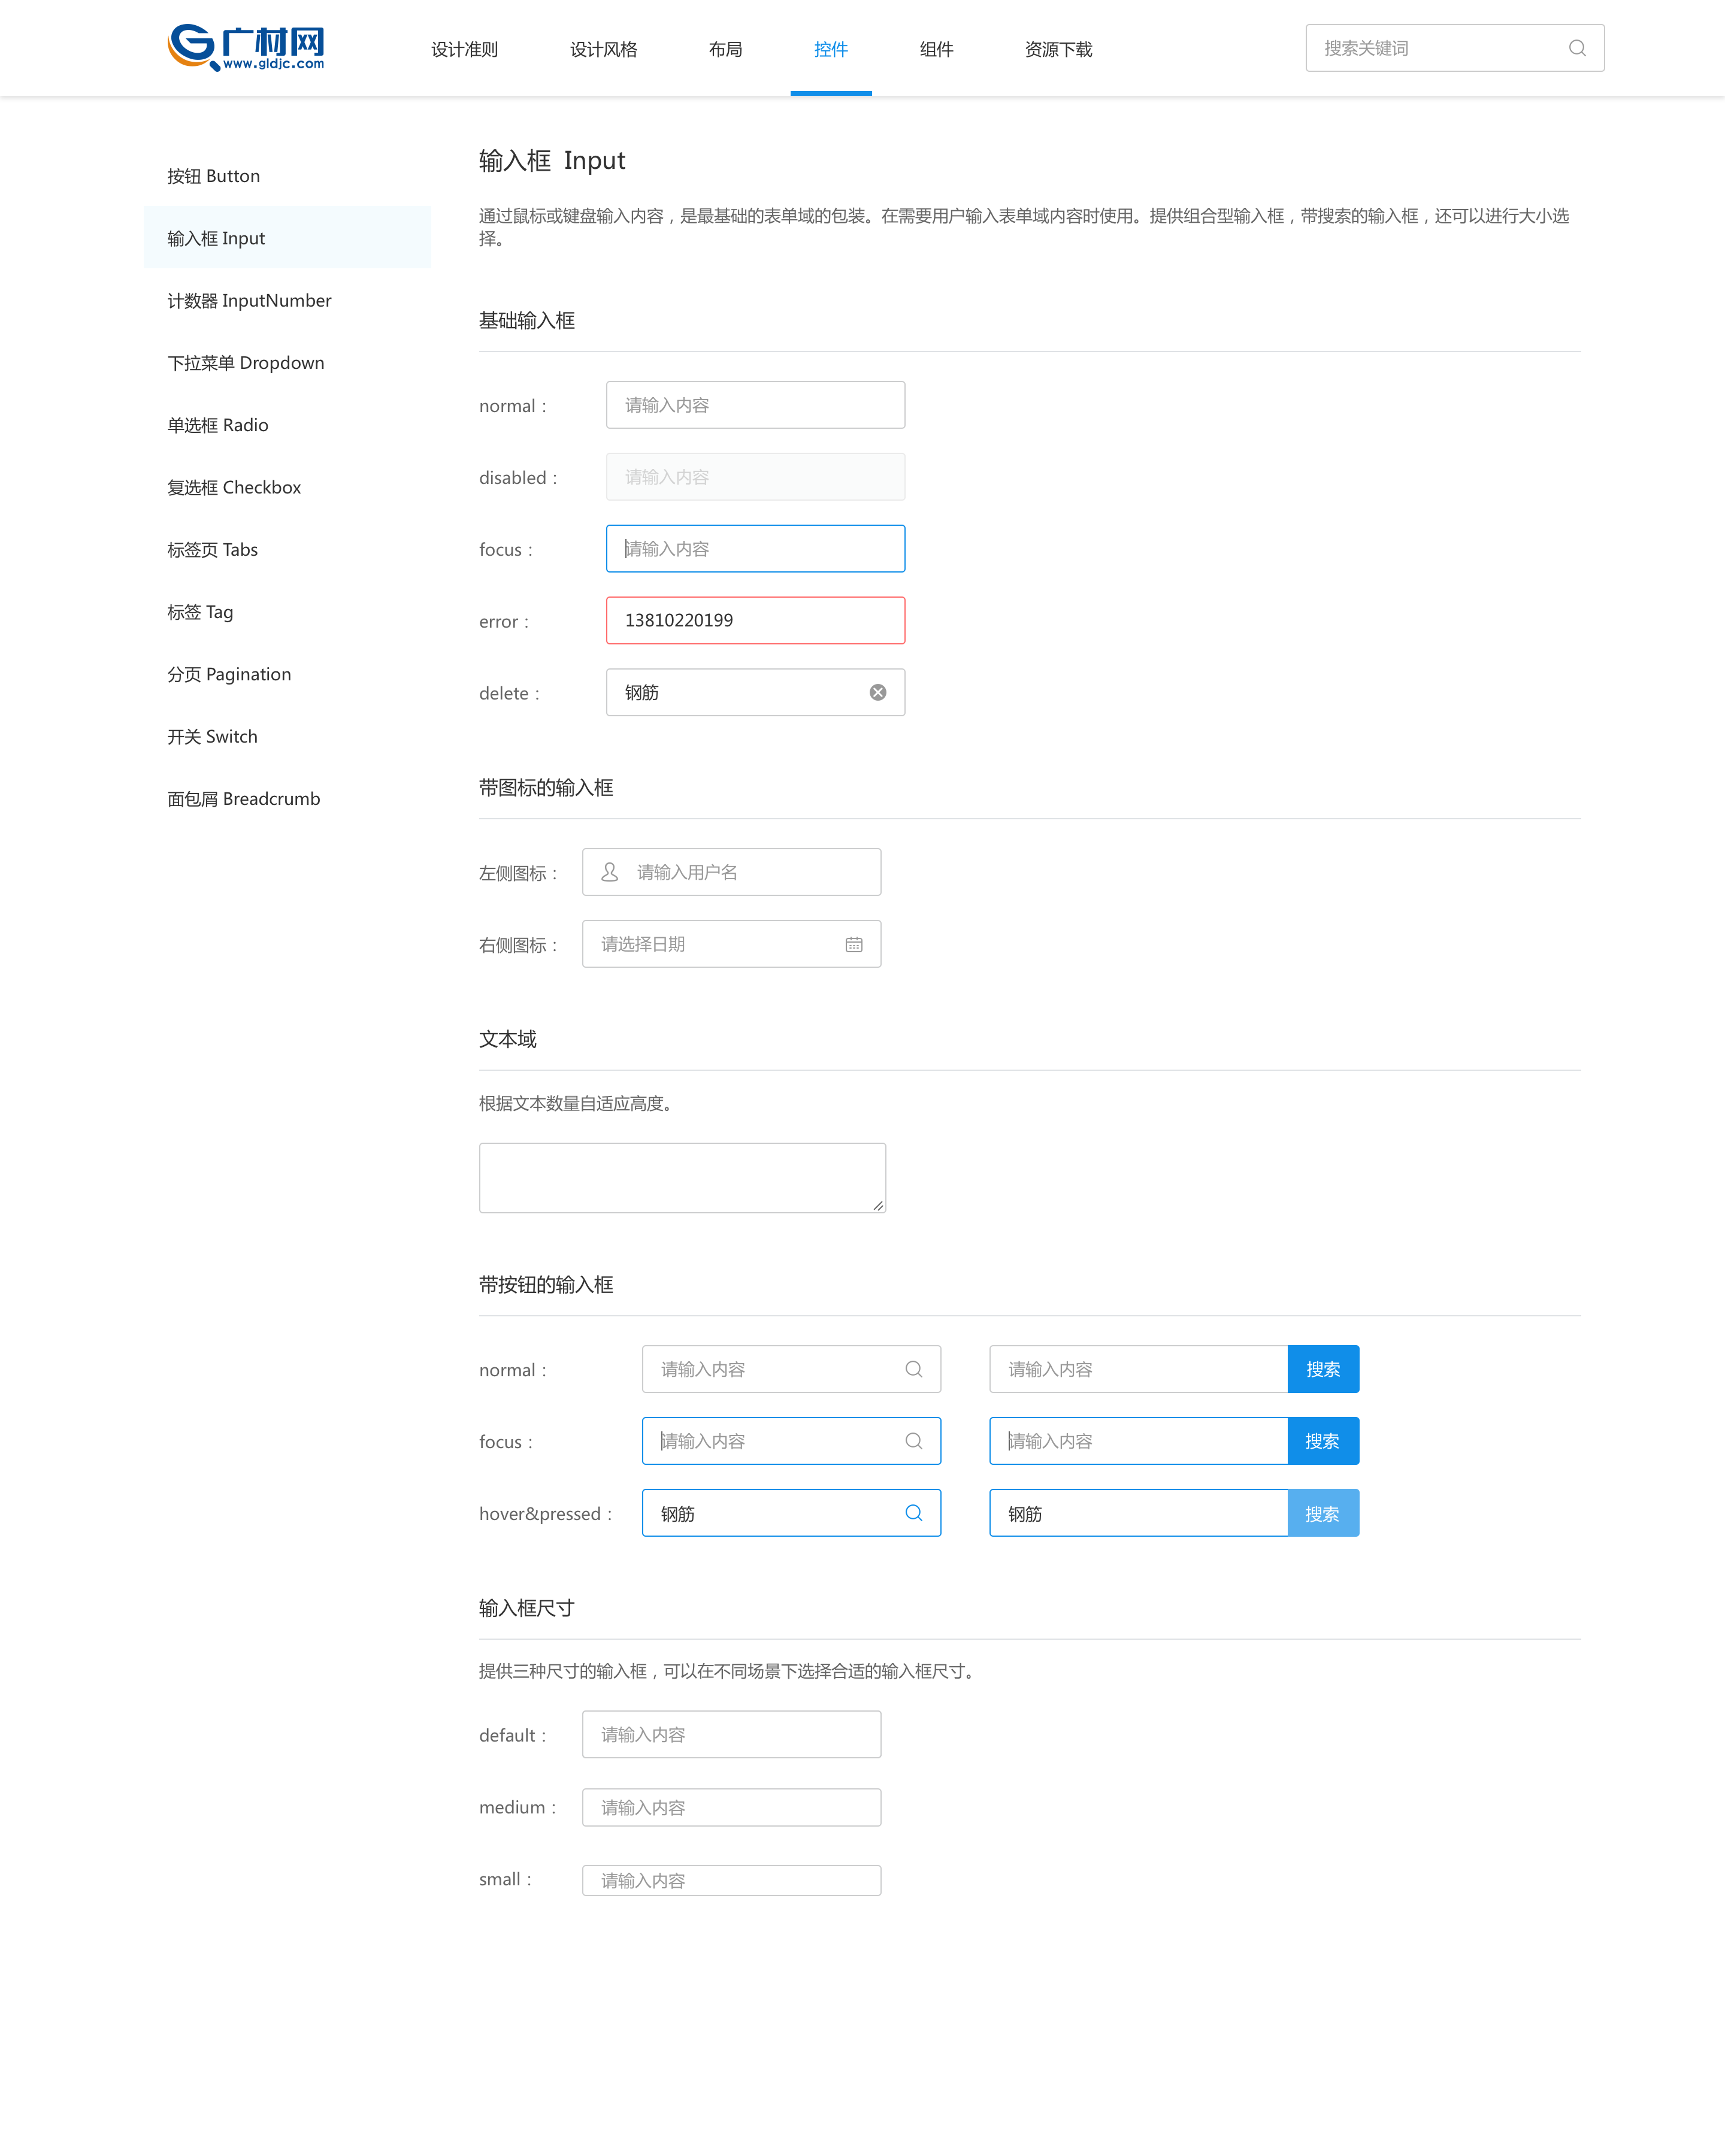 广材网
www.gldjc.com
设计准则
设计风格
布局
控件
组件
资源下载
搜索关键词
按钮 Button
输入框 Input
计数器 InputNumber
下拉菜单 Dropdown
单选框 Radio
复选框 Checkbox
标签页 Tabs
标签 Tag
分页 Pagination
开关 Switch
面包屑 Breadcrumb
输入框 Input
通过鼠标或键盘输入内容，是最基础的表单域的包装。在需要用户输入表单域内容时使用。提供组合型输入框，带搜索的输入框，还可以进行大小选
择。
基础输入框
normal： 请输入内容
disabled： 请输入内容
focus： 请输入内容
error： 13810220199
delete： 钢筋
带图标的输入框
左侧图标： 请输入用户名
右侧图标： 请选择日期
文本域
根据文本数量自适应高度。
带按钮的输入框
normal： 请输入内容 请输入内容 搜索
focus： 请输入内容 请输入内容 搜索
hover&pressed： 钢筋 钢筋 搜索
输入框尺寸
提供三种尺寸的输入框，可以在不同场景下选择合适的输入框尺寸。
default： 请输入内容
medium： 请输入内容
small： 请输入内容